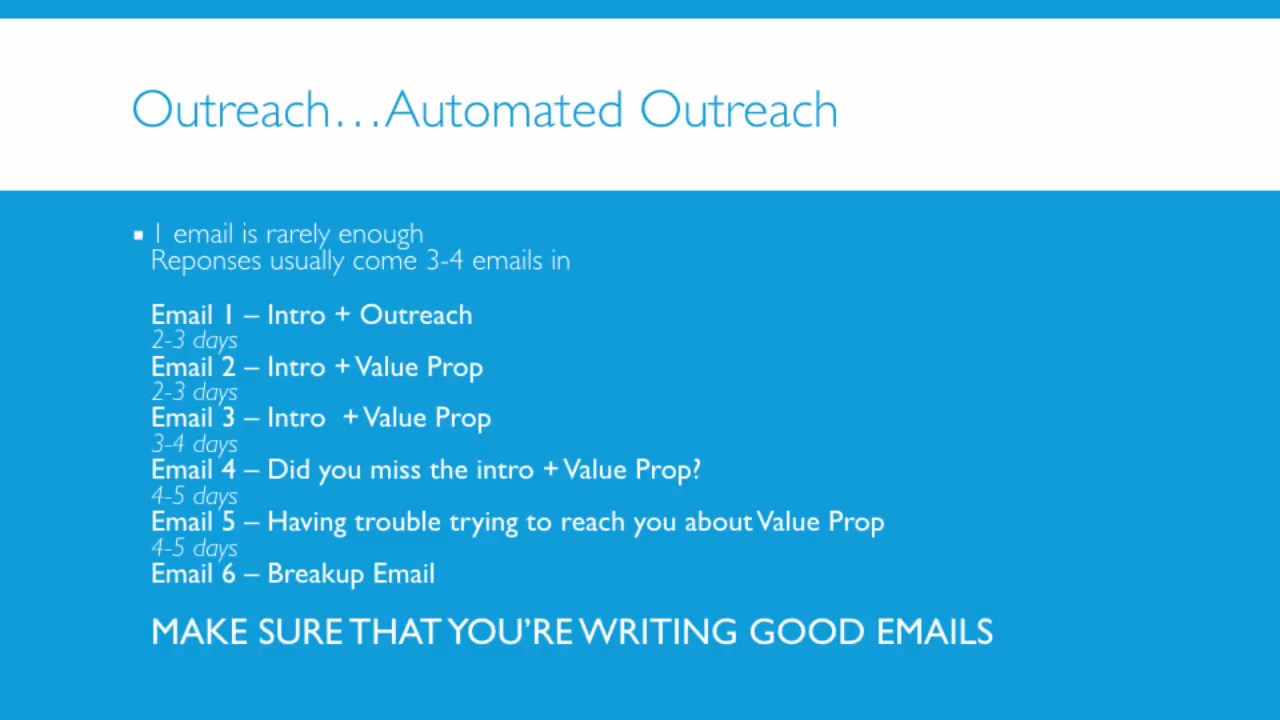 Outreach…Automated Outreach
▪ 1 email is rarely enough
Reponses usually come 3-4 emails in
Email 1 – Intro + Outreach
2-3 days
Email 2 – Intro + Value Prop
2-3 days
Email 3 – Intro + Value Prop
3-4 days
Email 4 – Did you miss the intro + Value Prop?
4-5 days
Email 5 – Having trouble trying to reach you about Value Prop
4-5 days
Email 6 – Breakup Email
MAKE SURE THAT YOU'RE WRITING GOOD EMAILS